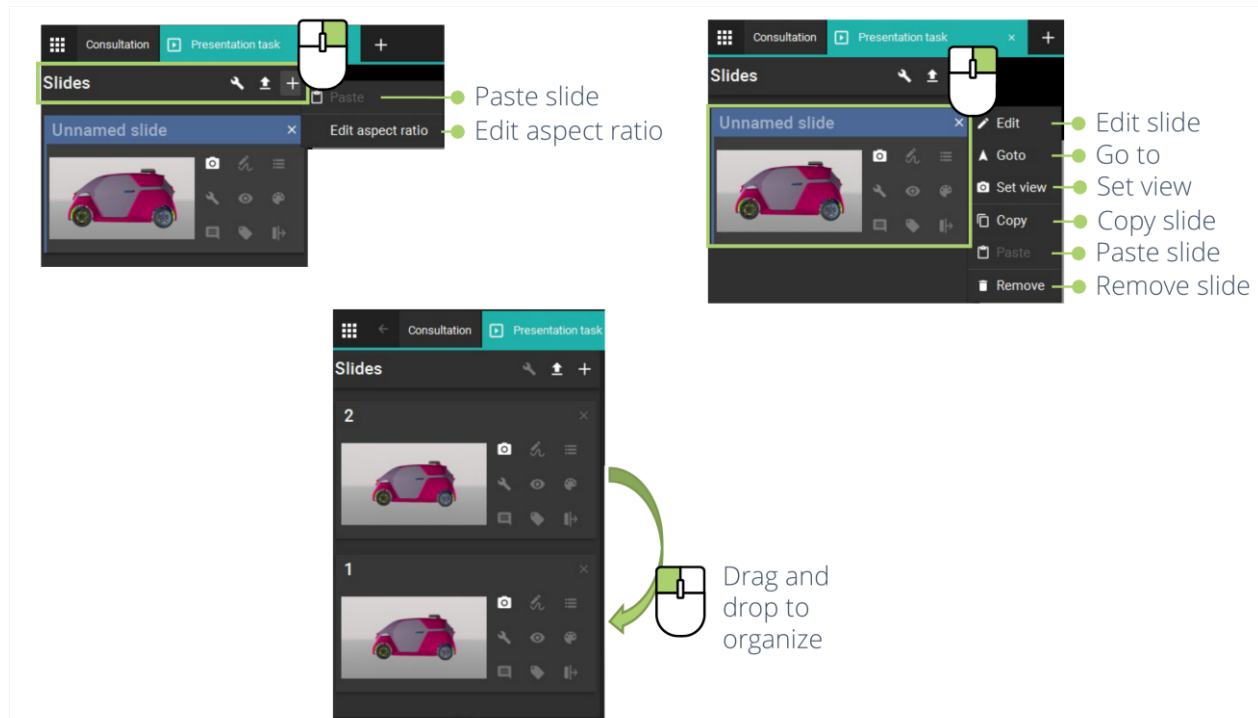 Consultation
Presentation task
Slides
Paste
Edit aspect ratio
Paste slide
Edit aspect ratio
Unnamed slide
Consultation
Presentation task
Slides
Unnamed slide
Edit
Goto
Set view
Copy
Paste
Remove
Edit slide
Go to
Set view
Copy slide
Paste slide
Remove slide
Consultation
Presentation task
Slides
2
1
Drag and
drop to
organize